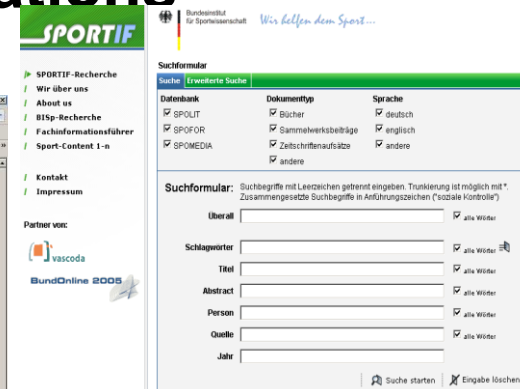 SPORTIF
SPORTIF-Recherche
Wir über uns
About us
BISp-Recherche
Fachinformationsführer
Sport-Content 1-n
Kontakt
Impressum
Partner von:
vascoda
BundOnline 2005
Bundesinstitut
für Sportwissenschaft
Wir helfen dem Sport...
Suchformular
Suche Erweiterte Suche
Datenbank Dokumenttyp Sprache
SPOLIT Bücher deutsch
SPOFOR Sammelwerksbeiträge englisch
SPOMEDIA Zeitschriftenaufsätze andere
andere
Suchformular: Suchbegriffe mit Leerzeichen getrennt eingeben. Trunkierung ist möglich mit *.
Zusammengesetzte Suchbegriffe in Anführungszeichen ("soziale Kontrolle")
Überall alle Wörter
Schlagwörter alle Wörter
Titel alle Wörter
Abstract alle Wörter
Person alle Wörter
Quelle alle Wörter
Jahr
Suche starten Eingabe löschen